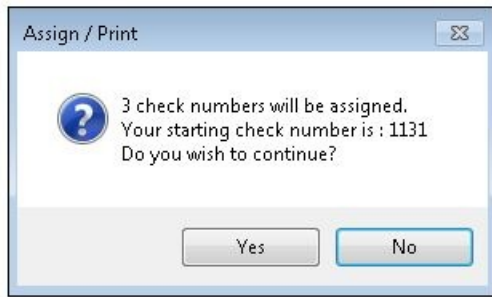 Assign / Print
3 check numbers will be assigned.
Your starting check number is : 1131
Do you wish to continue?
Yes No